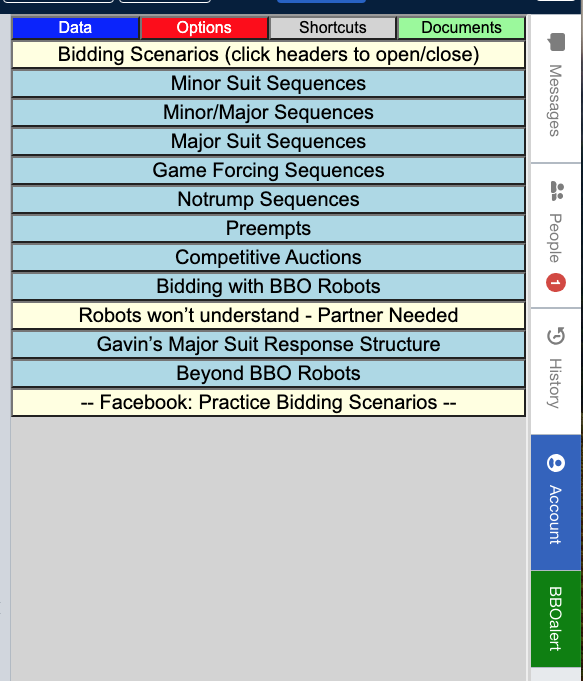 Data
Options
Shortcuts
Documents
Bidding Scenarios (click headers to open/close)
Minor Suit Sequences
Minor/Major Sequences
Major Suit Sequences
Game Forcing Sequences
Notrump Sequences
Preempts
Competitive Auctions
Bidding with BBO Robots
Robots won’t understand - Partner Needed
Gavin’s Major Suit Response Structure
Beyond BBO Robots
-- Facebook: Practice Bidding Scenarios --
Messages
People
1
History
Account
BBOalert